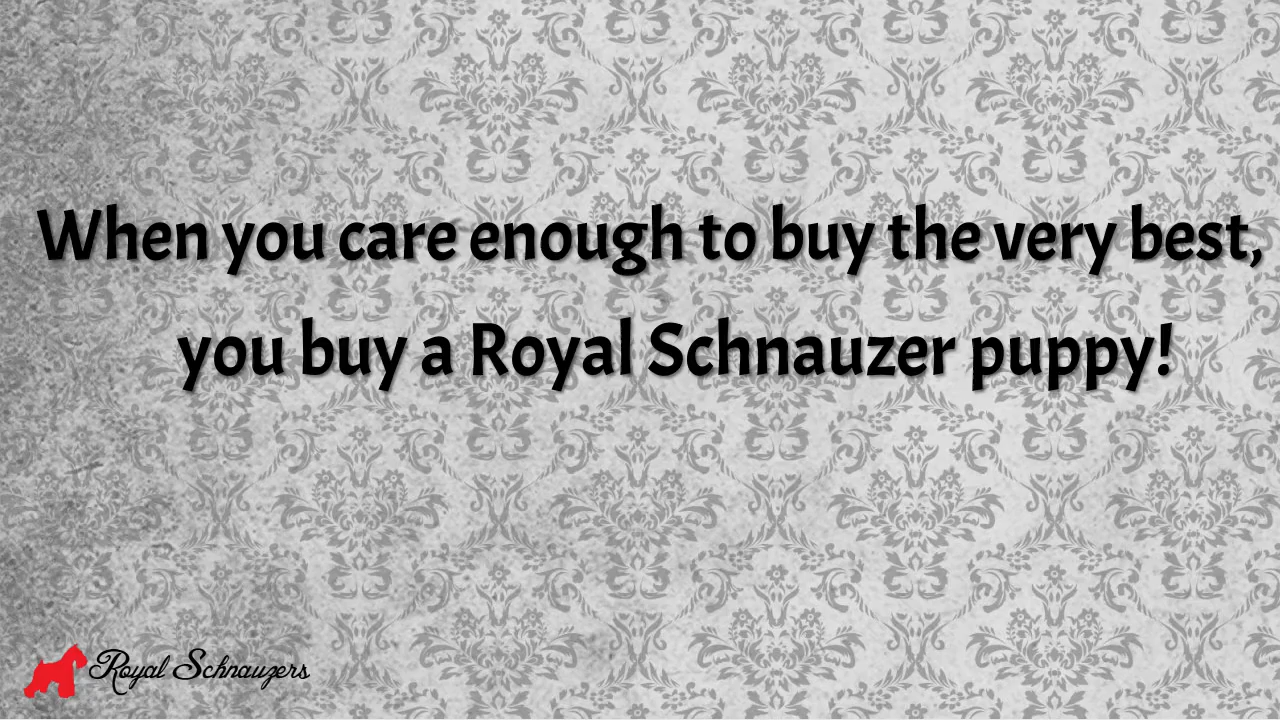 When you care enough to buy the very best,
you buy a Royal Schnauzer puppy!
Royal Schnauzers